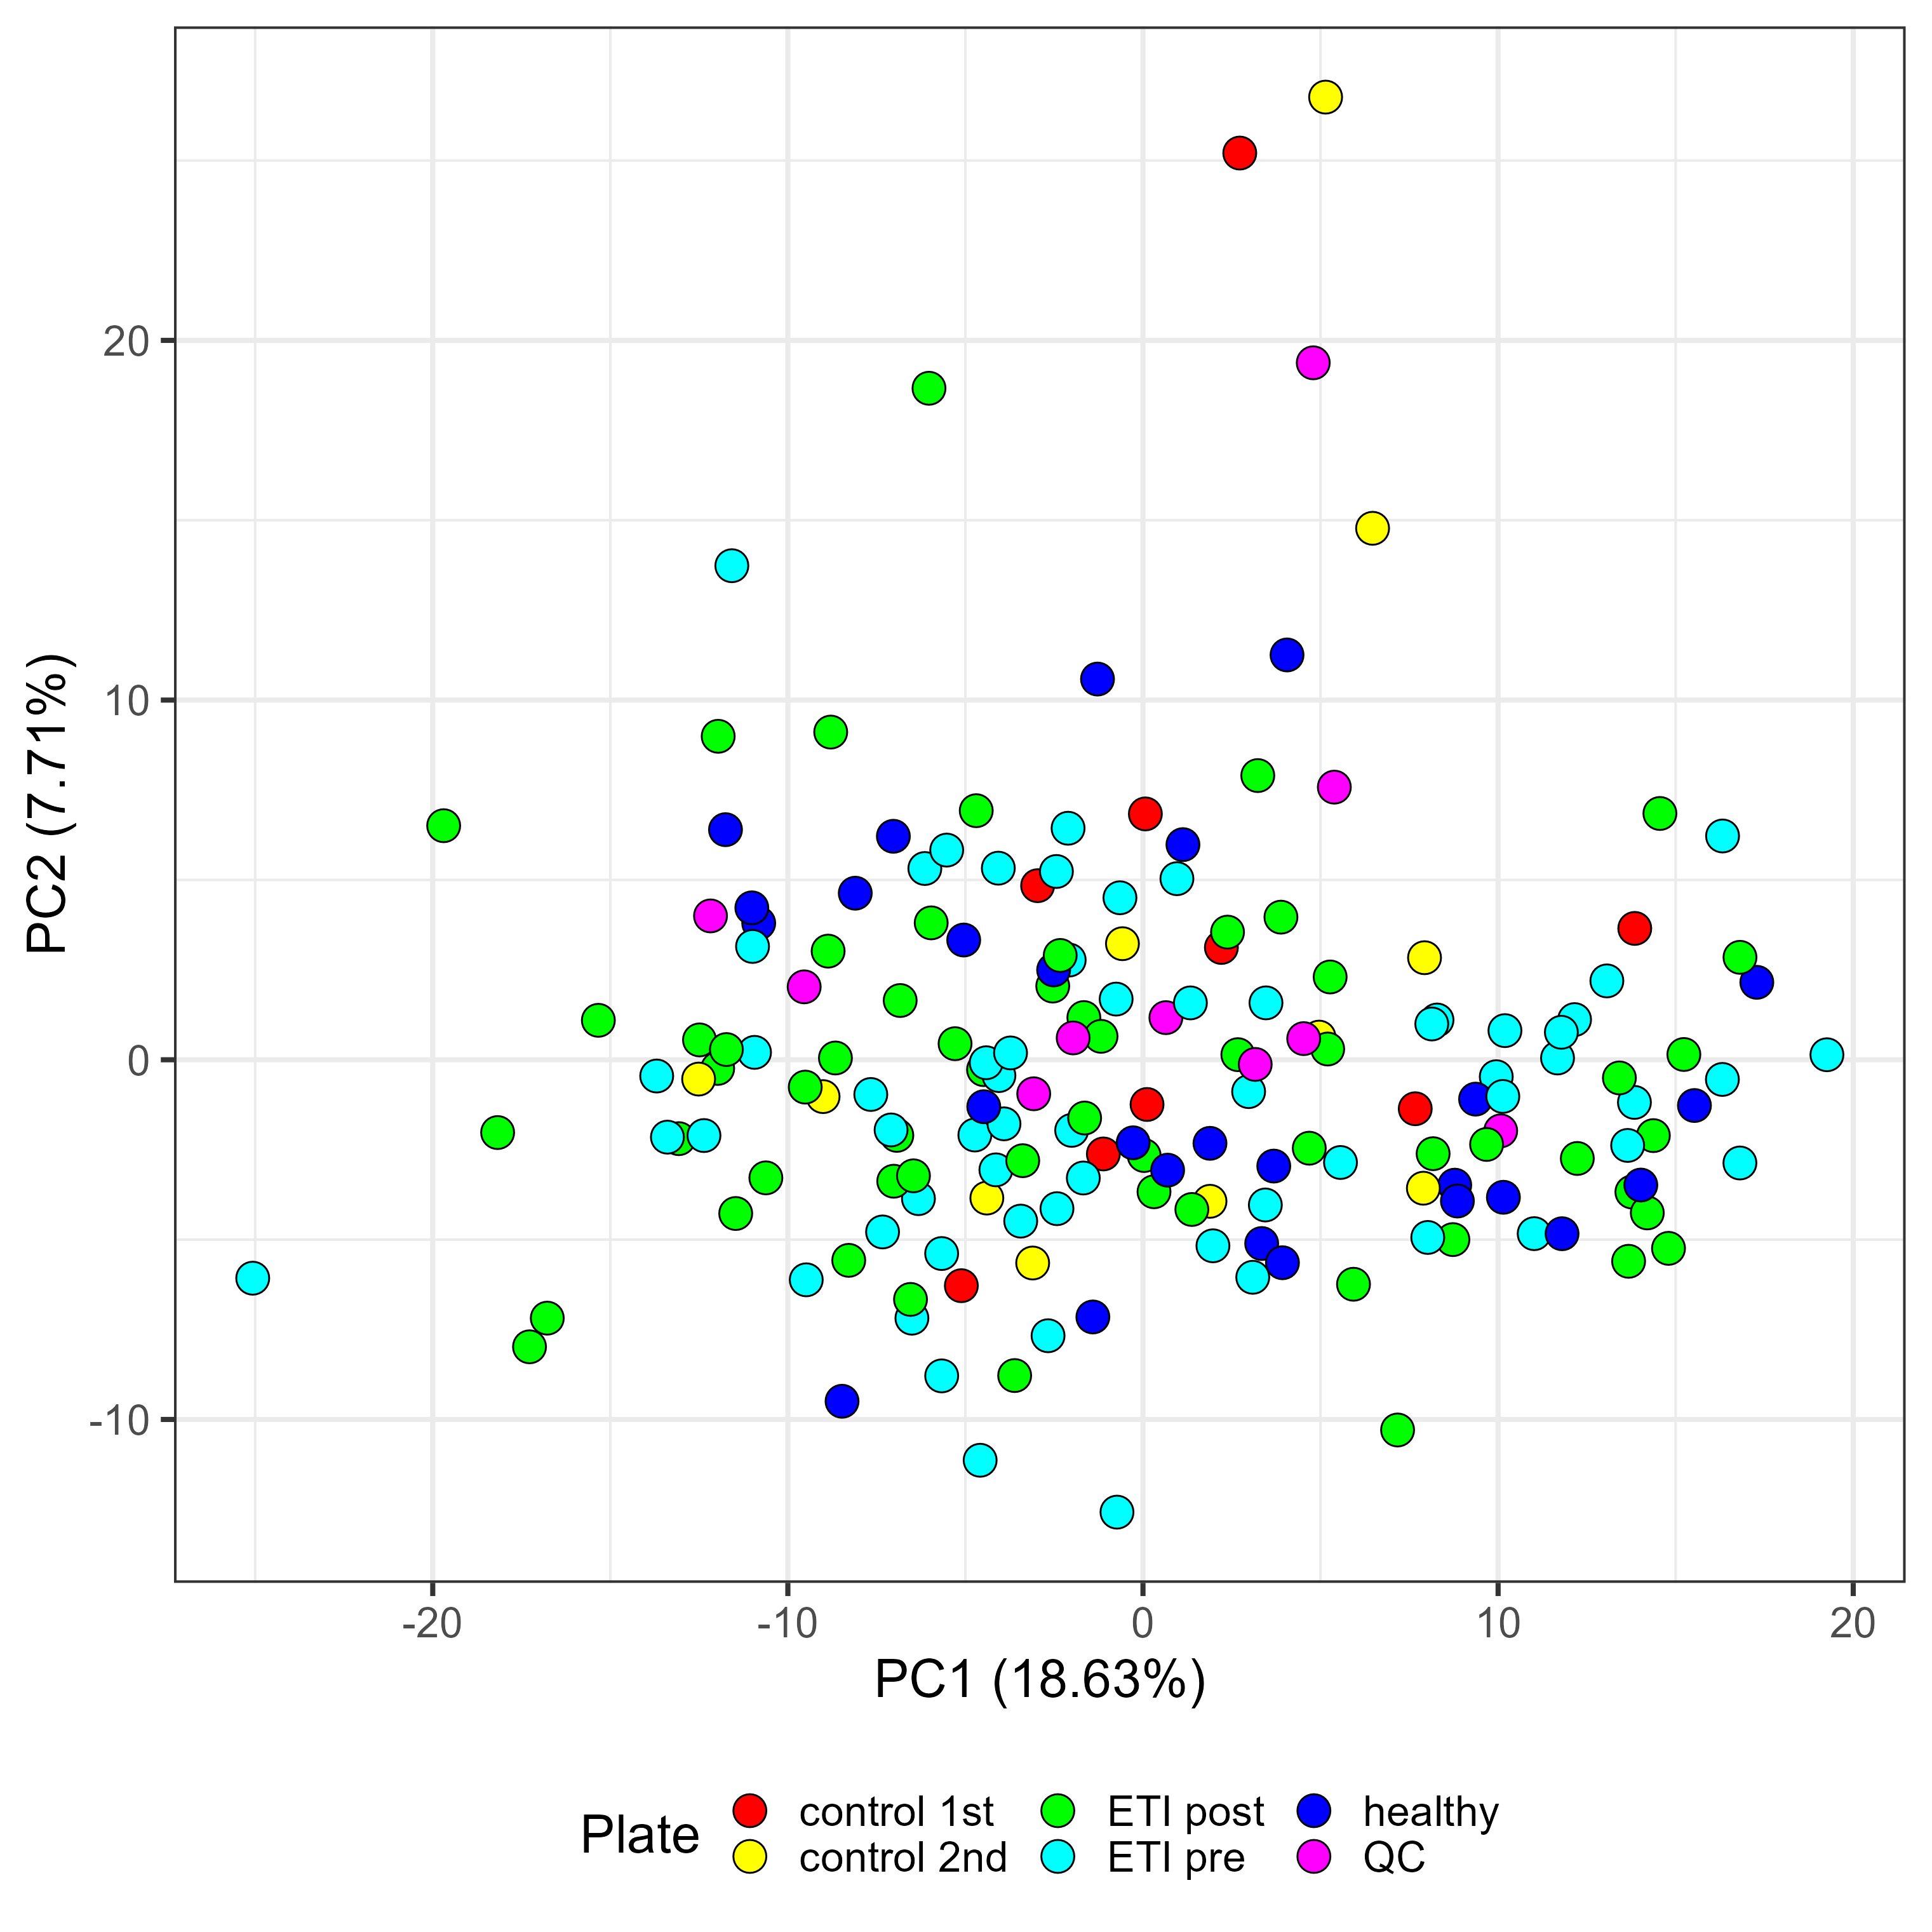 20
10
0
-10
PC2 (7.71%)
-20
-10
0
10
20
PC1 (18.63%)
Plate
control 1st
ETI post
healthy
control 2nd
ETI pre
QC